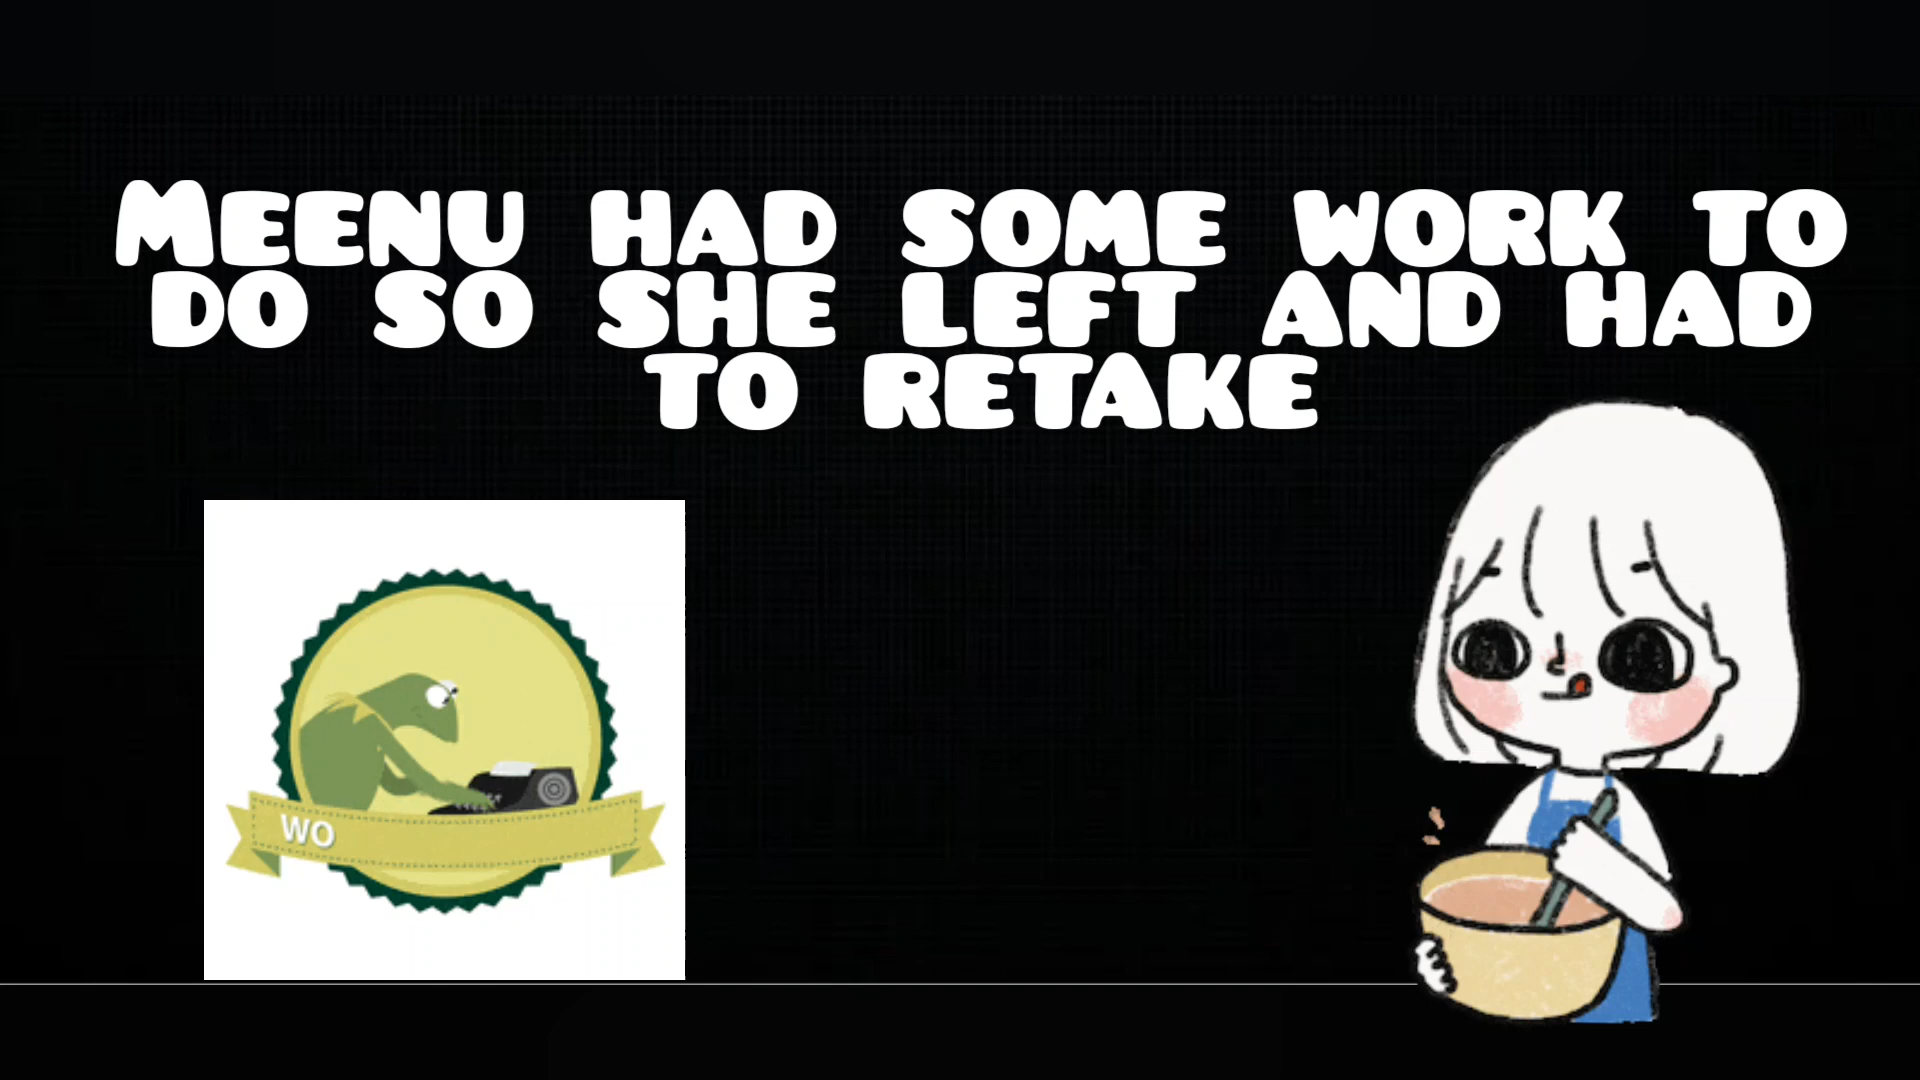 Meenu had some work to
do so she left and had
to retake
WO